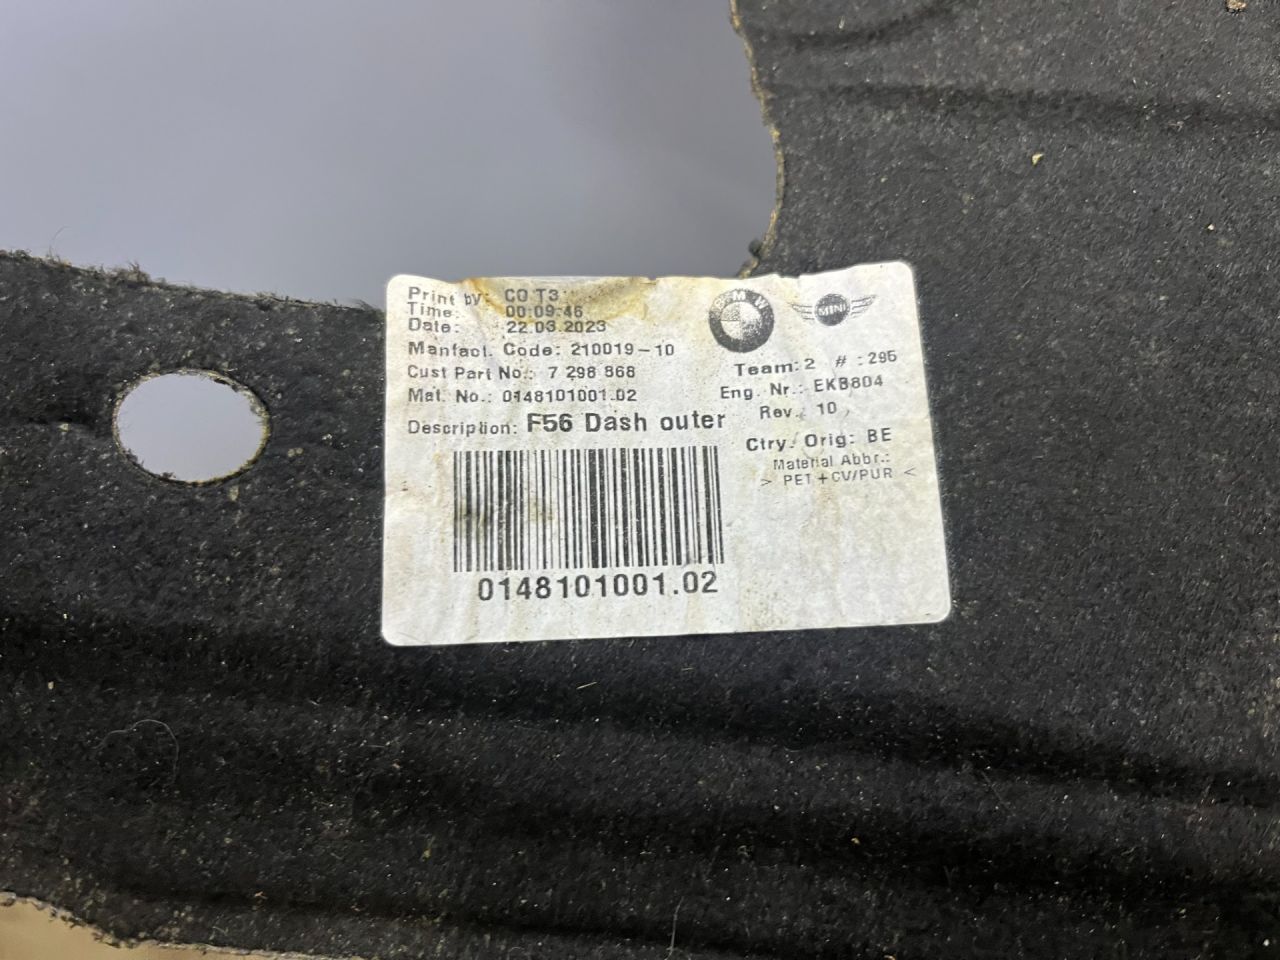 Print by: CO T3
Time: 00:09:46
Date: 22.03.2023
Manfact. Code: 210019-10
Cust Part No.: 7 298 868
Mat. No.: 0148101001.02
Description: F56 Dash outer
0148101001.02
BMW
MINI
Team: 2 # :295
Eng. Nr.: EKB804
Rev.: 10
Ctry. Orig: BE
Material Abbr.:
> PET+CV/PUR <